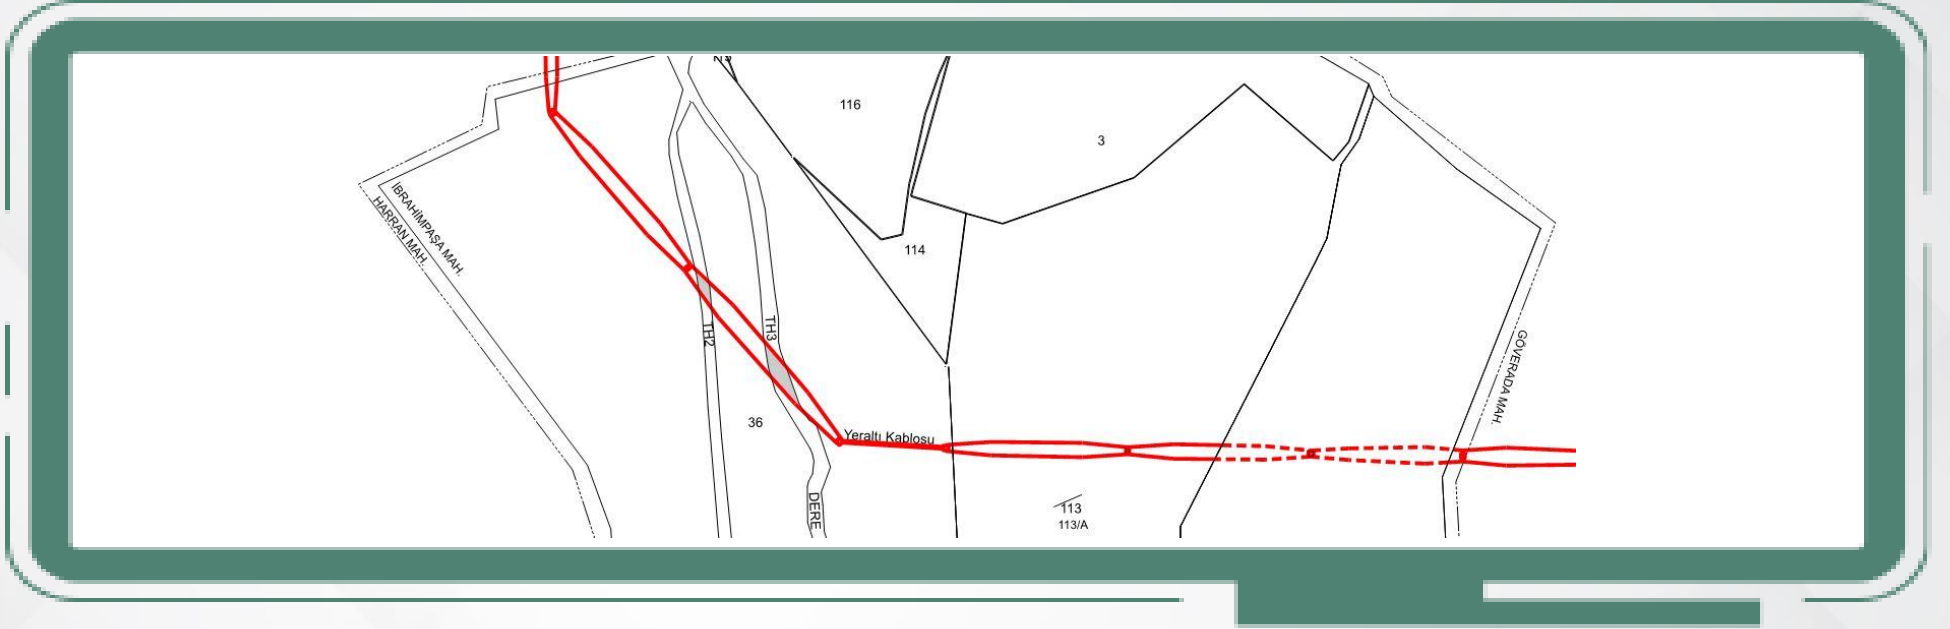 116
3
İBRAHİMPAŞA MAH.
HARRAN MAH.
114
TH2
TH3
GÖVERADA MAH.
36
Yeraltı Kablosu
DERE
113
113/A